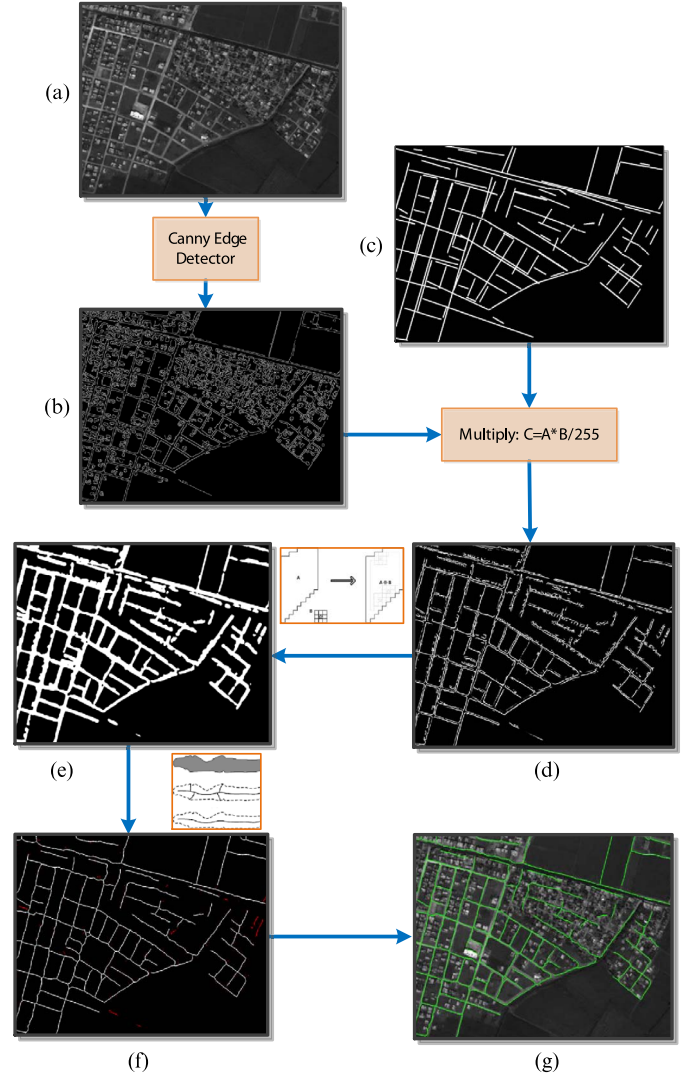 (a)
Canny Edge
Detector
(c)
(b)
Multiply: C=A*B/255
A
B
A⊕B
(e)
(d)
(f)
(g)